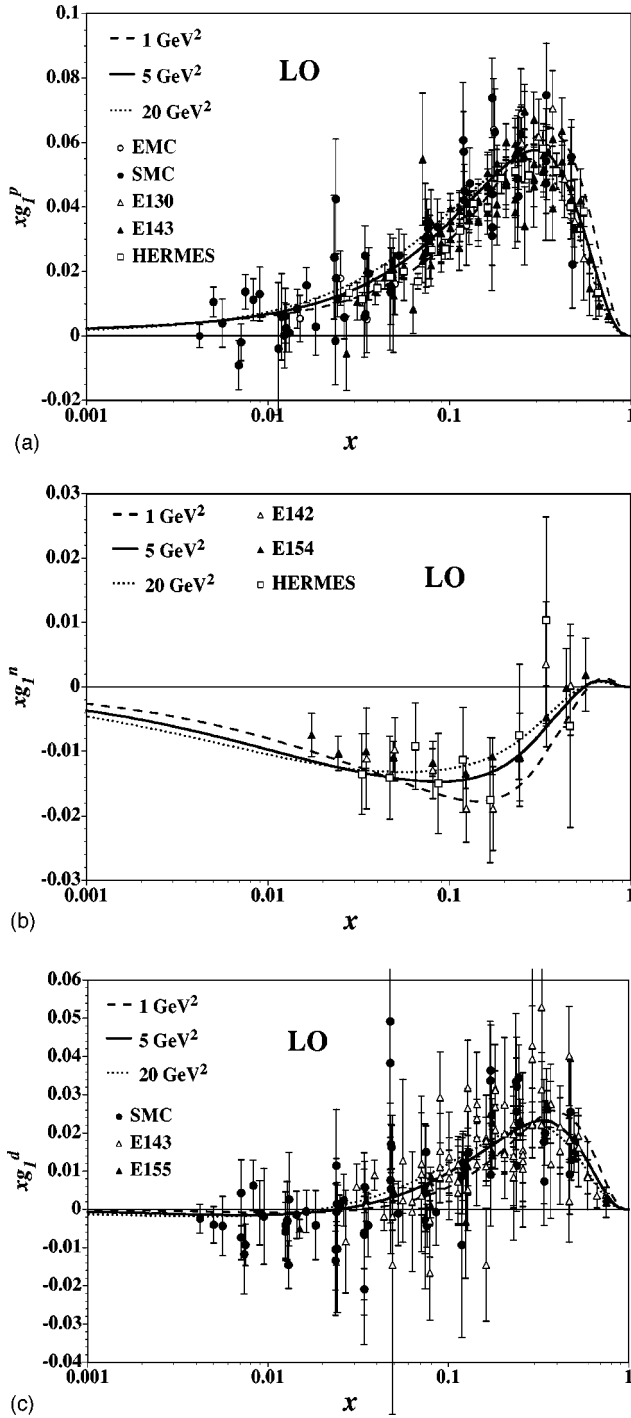 0.1
0.08
0.06
0.04
0.02
0
-0.02
xg₁ᵖ
1 GeV²
5 GeV²
20 GeV²
EMC
SMC
E130
E143
HERMES
LO
0.001 0.01 0.1 1
(a) x
0.03
0.02
0.01
0
-0.01
-0.02
-0.03
xg₁ⁿ
1 GeV² E142
5 GeV² E154
20 GeV² HERMES
LO
0.001 0.01 0.1 1
(b) x
0.06
0.05
0.04
0.03
0.02
0.01
0
-0.01
-0.02
-0.03
-0.04
xg₁ᵈ
1 GeV²
5 GeV²
20 GeV²
SMC
E143
E155
LO
0.001 0.01 0.1 1
(c) x